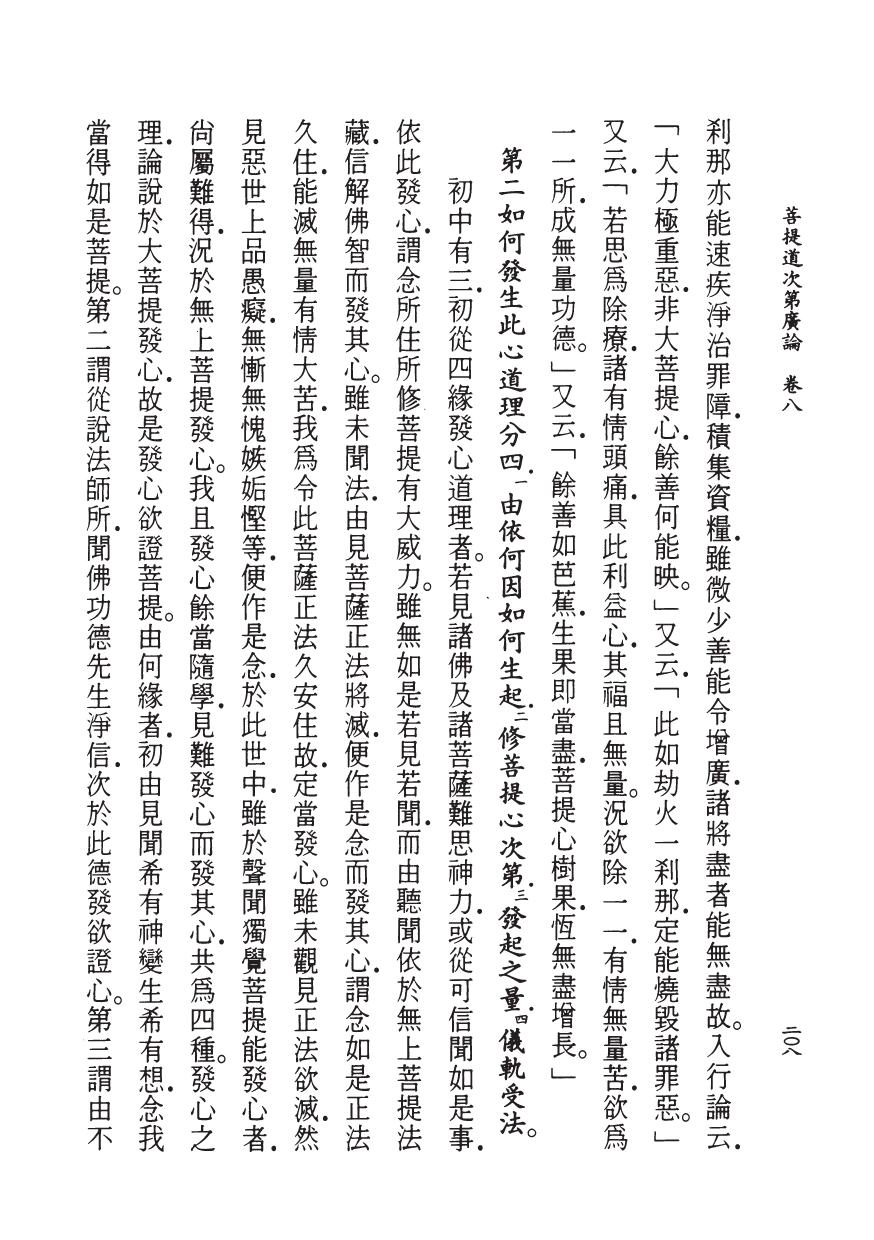 菩提道次第廣論　卷八
二〇八
剎那亦能速疾淨治罪障．積集資糧．雖微少善能令增廣．諸將盡者能無盡故。入行論云．
「大力極重惡．非大菩提心．餘善何能映。」又云．「此如劫火一剎那．定能燒毀諸罪惡。」
又云．「若思爲除療．諸有情頭痛．具此利益心．其福且無量。況欲除一一．有情無量苦．欲爲
一一所．成無量功德。」又云．「餘善如芭蕉．生果即當盡．菩提心樹果．恆無盡增長。」
第二如何發生此心道理分四．一由依何因如何生起．二修菩提心次第．三發起之量．四儀軌受法。
初中有三．初從四緣發心道理者。若見諸佛及諸菩薩難思神力．或從可信聞如是事．
依此發心．謂念所住所修菩提有大威力。雖無如是若見若聞．而由聽聞依於無上菩提法
藏．信解佛智而發其心。雖未聞法．由見菩薩正法將滅．便作是念而發其心．謂念如是正法
久住．能滅無量有情大苦．我爲令此菩薩正法久安住故．定當發心。雖未觀見正法欲滅．然
見惡世上品愚癡．無慚無愧嫉妬慳等．便作是念．於此世中．雖於聲聞獨覺菩提能發心者．
尙屬難得．況於無上菩提發心。我且發心餘當隨學．見難發心而發其心．共爲四種。發心之
理．論說於大菩提發心．故是發心欲證菩提。由何緣者．初由見聞希有神變生希有想．念我
當得如是菩提。第二謂從說法師所．聞佛功德先生淨信．次於此德發欲證心。第三謂由不